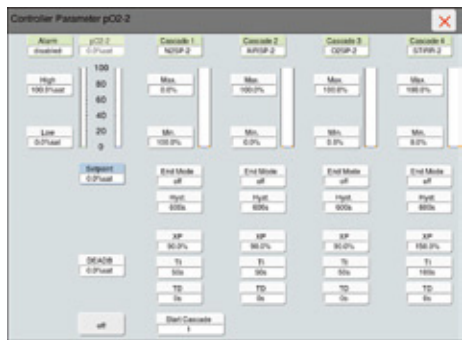 Controller Parameter pO2-2
Alarm pO2-2 Cascade 1 Cascade 2 Cascade 3 Cascade 4
disabled 0.0%sat N2SP-2 AIRSP-2 O2SP-2 STIRR-2
High 100 Max. Max. Max. Max.
100.0%sat 80 0.0% 100.0% 100.0% 100.0%
60
40
Low 20 Min. Min. Min. Min.
0.0%sat 0 100.0% 0.0% 0.0%
Setpoint End Mode End Mode End Mode End Mode
0.0%sat off off off off
Hyst. Hyst. Hyst. Hyst.
600s 600s 600s
XP XP XP XP
90.0% 90.0% 90.0% 150.0%
DEADB TI TI TI TI
0.0%sat 50s 50s 50s
TD TD TD TD
0s 0s 0s 0s
off Start Cascade
1